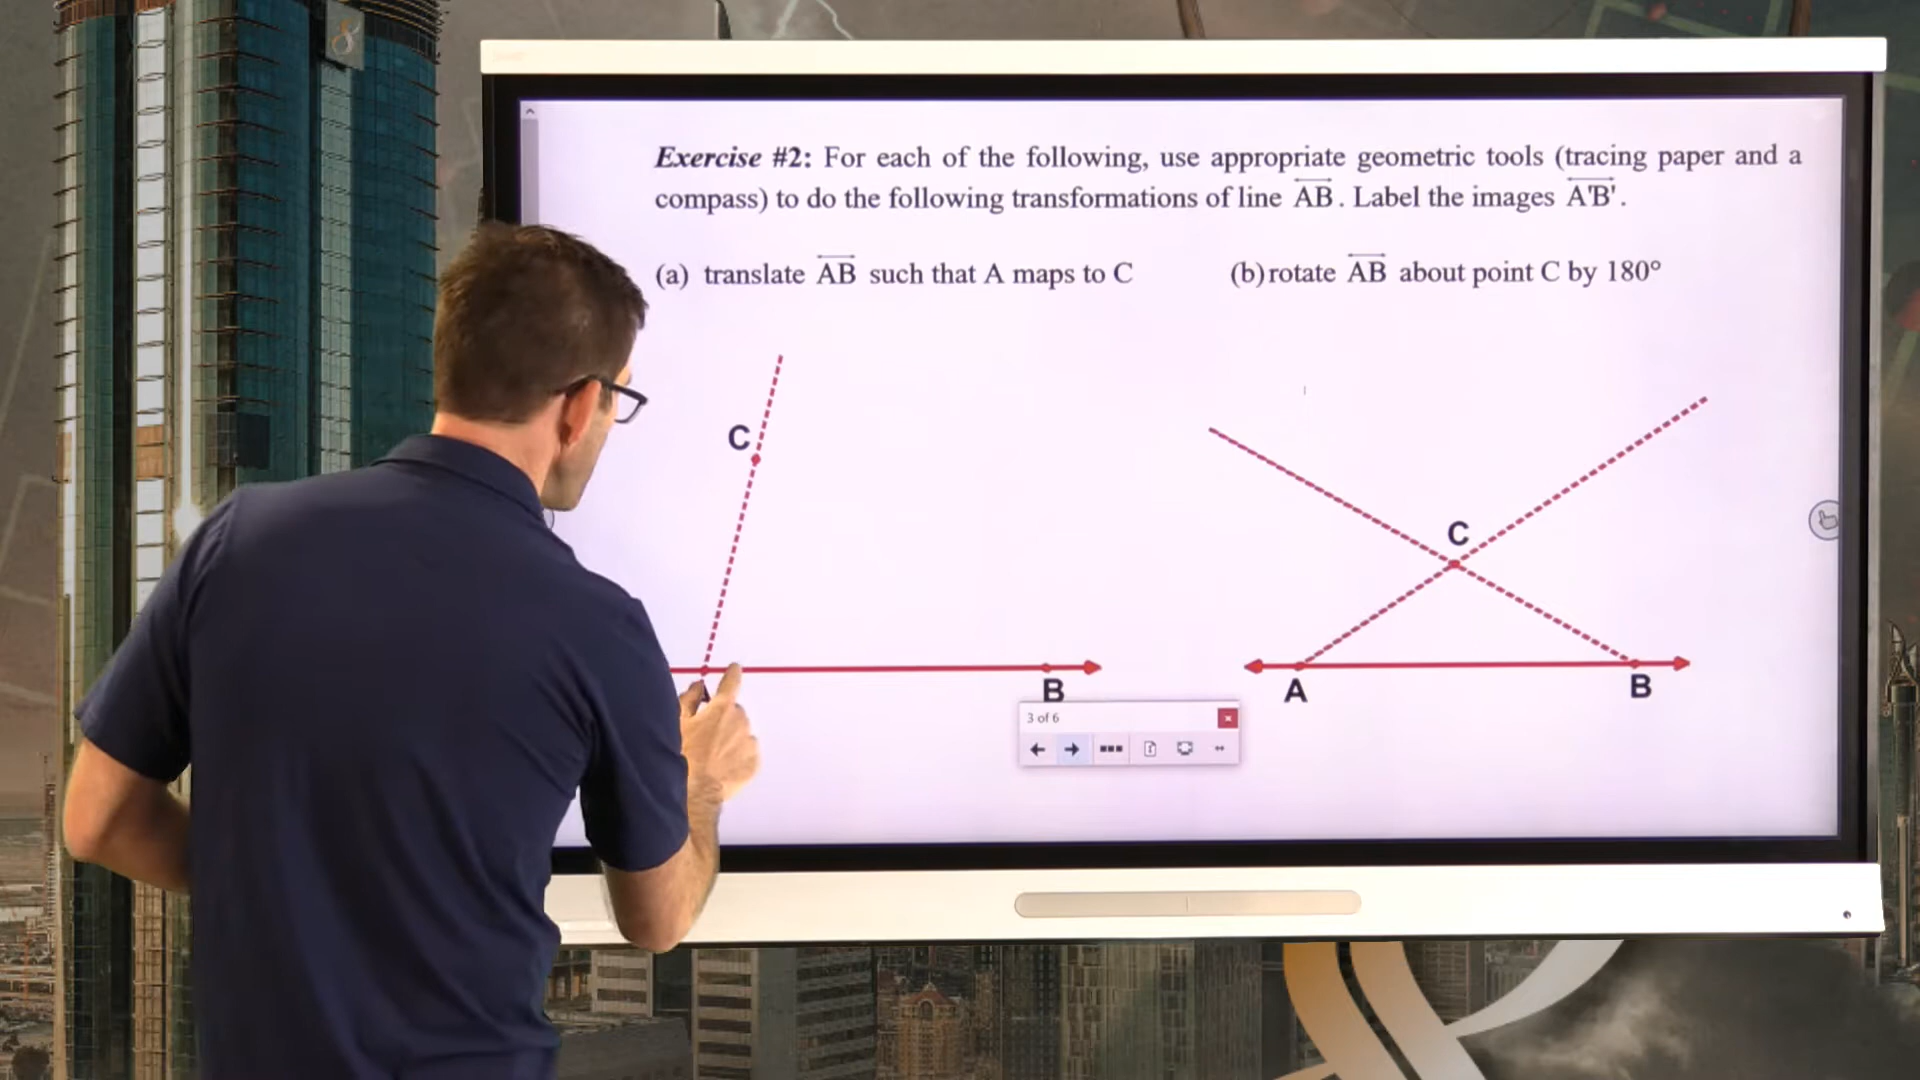 Exercise #2: For each of the following, use appropriate geometric tools (tracing paper and a
compass) to do the following transformations of line AB. Label the images A'B'.
(a) translate AB such that A maps to C
(b) rotate AB about point C by 180°
C
B
C
A
B
3 of 6